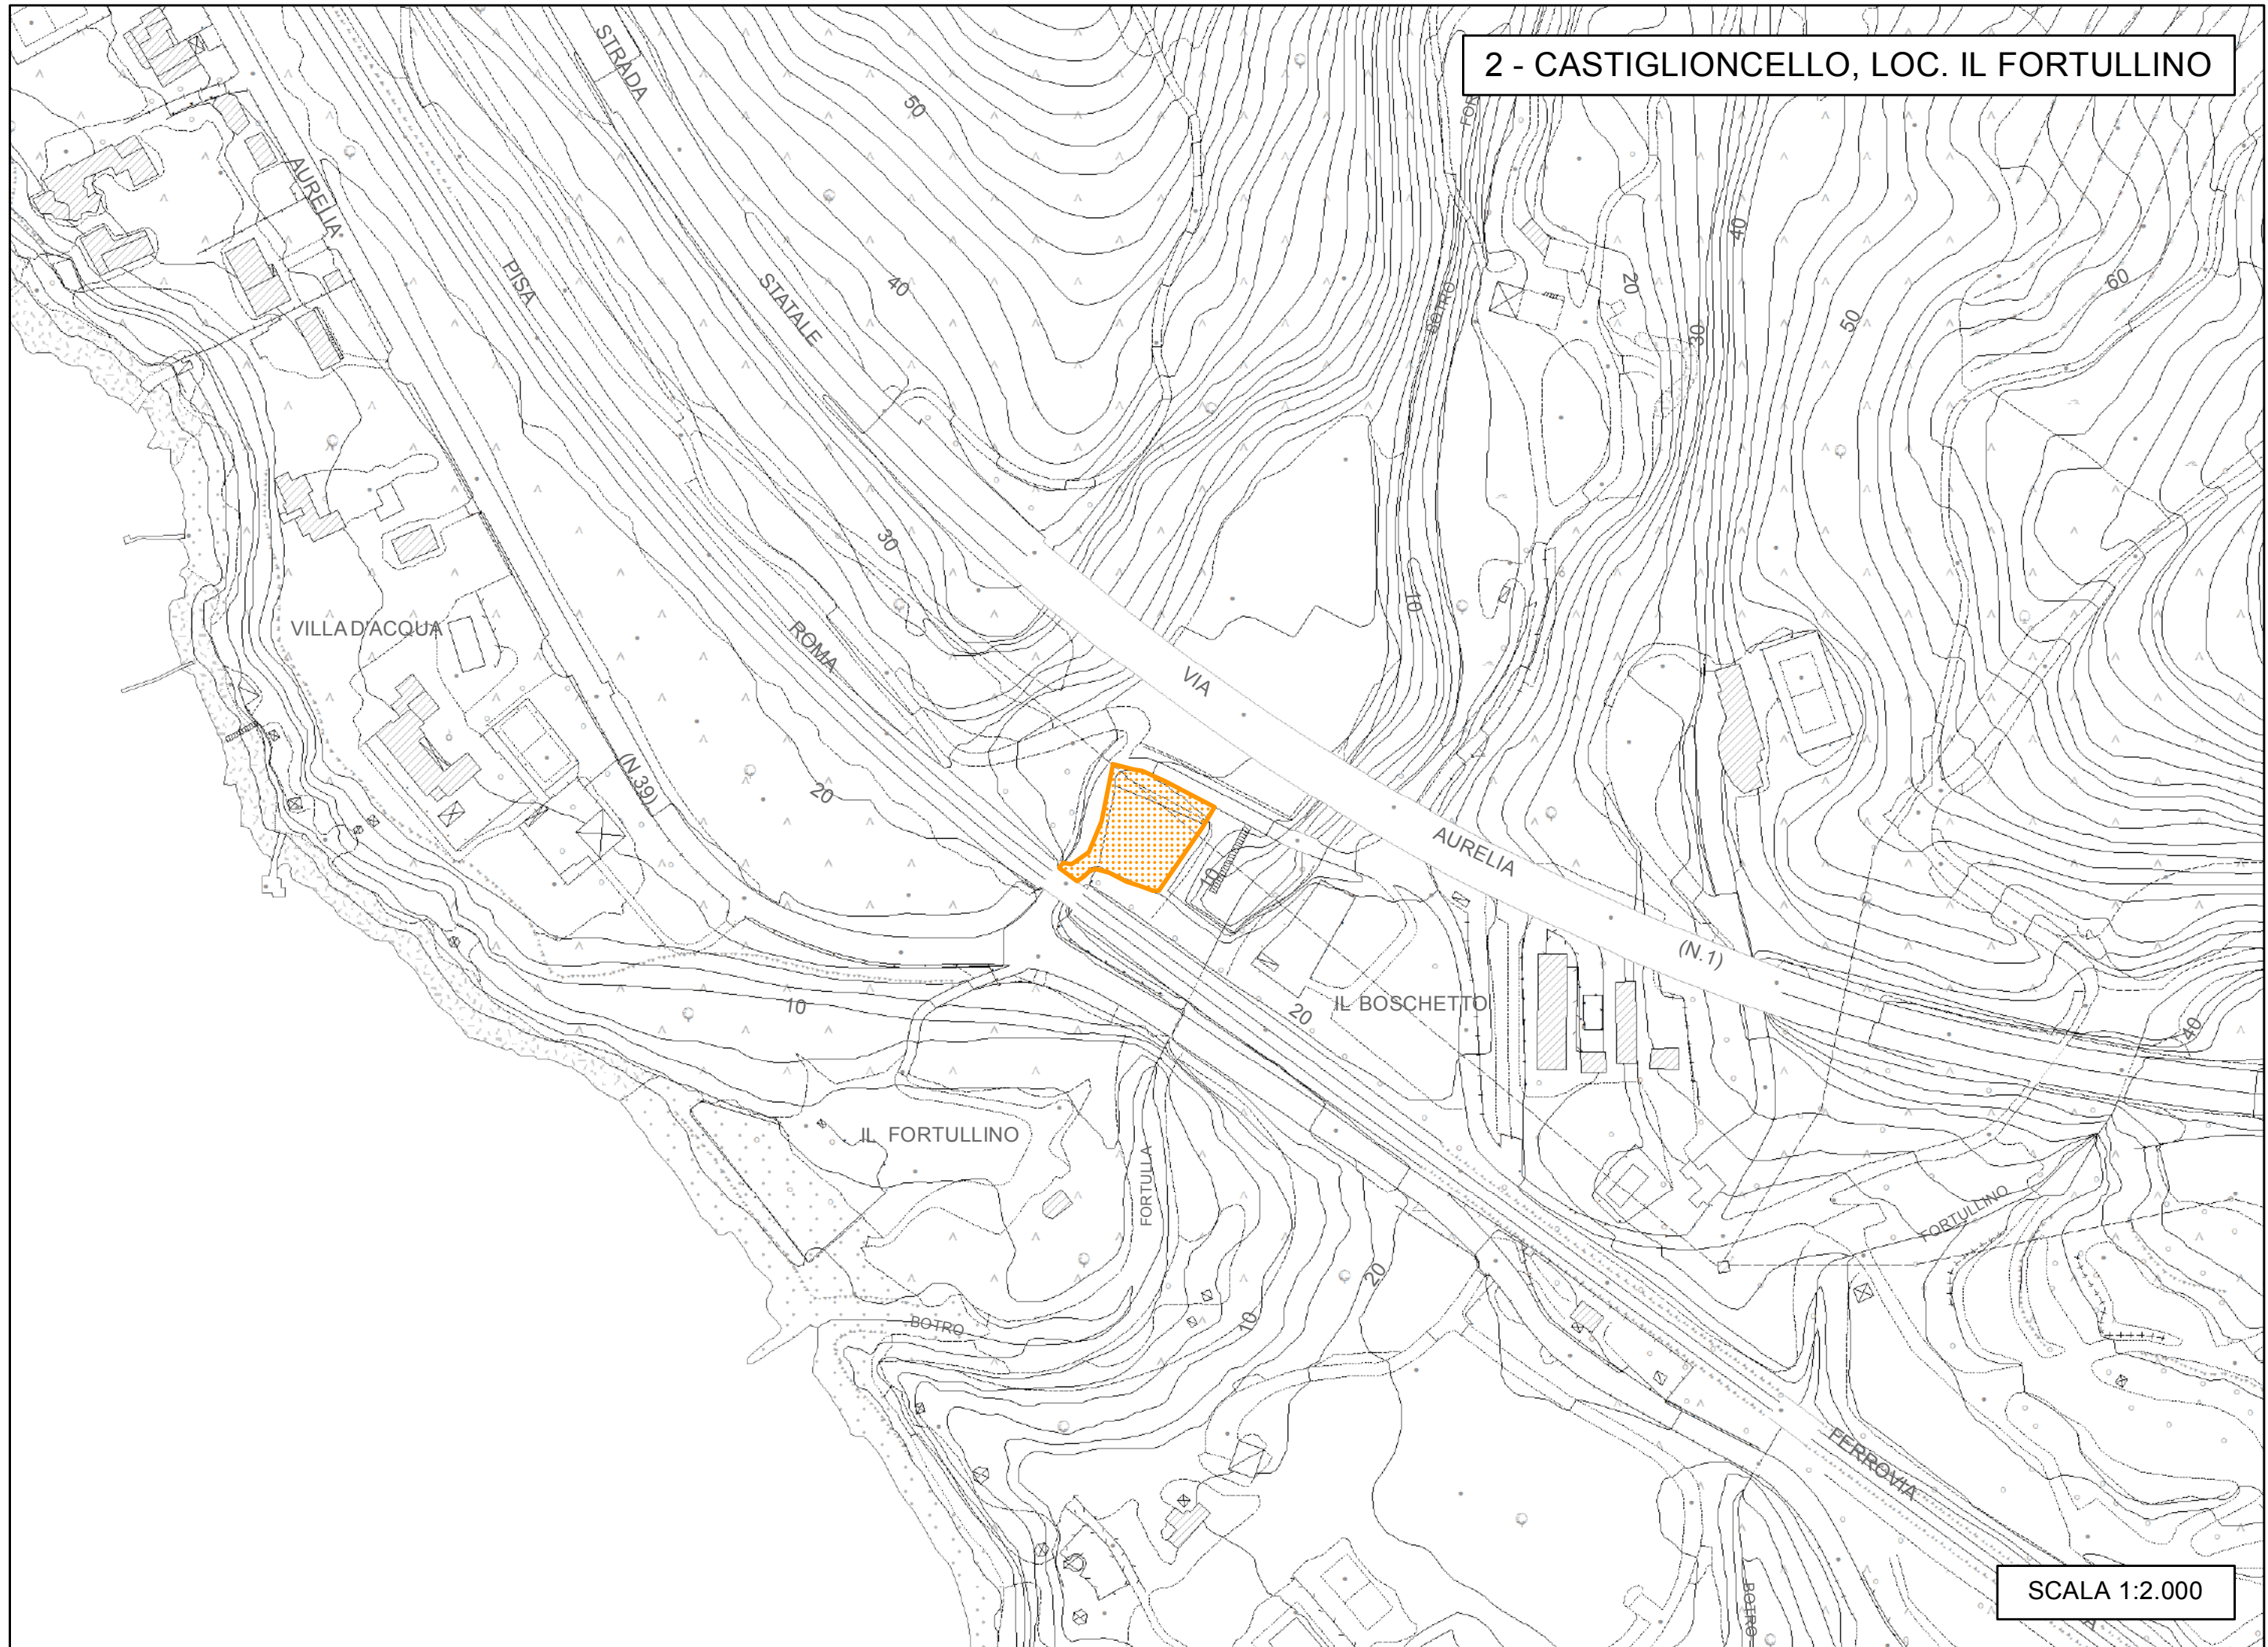 2 - CASTIGLIONCELLO, LOC. IL FORTULLINO
STRADA
50
FOR
AURELIA
40
PISA
BOTRO
20
60
STATALE
40
30
50
30
10
VILLA D'ACQUA
ROMA
VIA
(N.39)
20
AURELIA
10
(N.1)
10
20
IL BOSCHETTO
40
IL FORTULLINO
FORTULLA
FORTULLINO
20
BOTRO
10
FERROVIA
SCALA 1:2.000
BOTRO
A